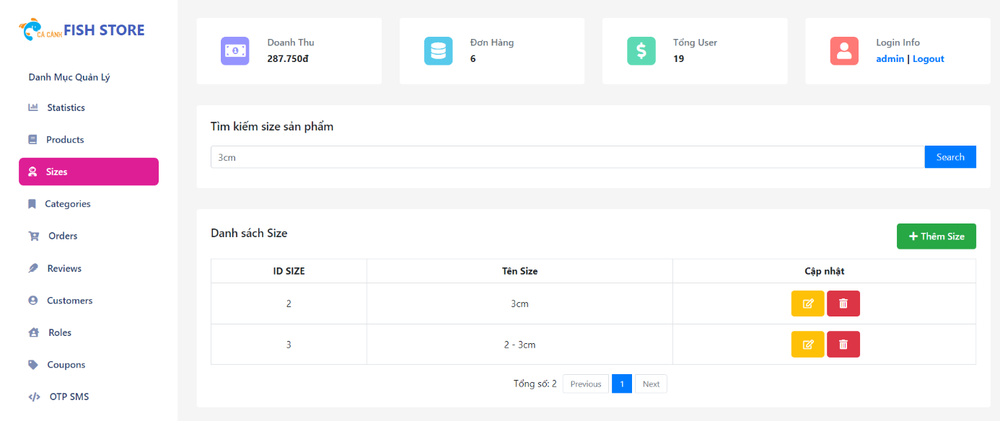 CÁ CẢNH FISH STORE
Danh Mục Quản Lý
Statistics
Products
Sizes
Categories
Orders
Reviews
Customers
Roles
Coupons
OTP SMS
Doanh Thu
287.750đ
Đơn Hàng
6
Tổng User
19
Login Info
admin | Logout
Tìm kiếm size sản phẩm
3cm Search
Danh sách Size
Thêm Size
ID SIZE Tên Size Cập nhật
2 3cm
3 2 - 3cm
Tổng số: 2 Previous 1 Next